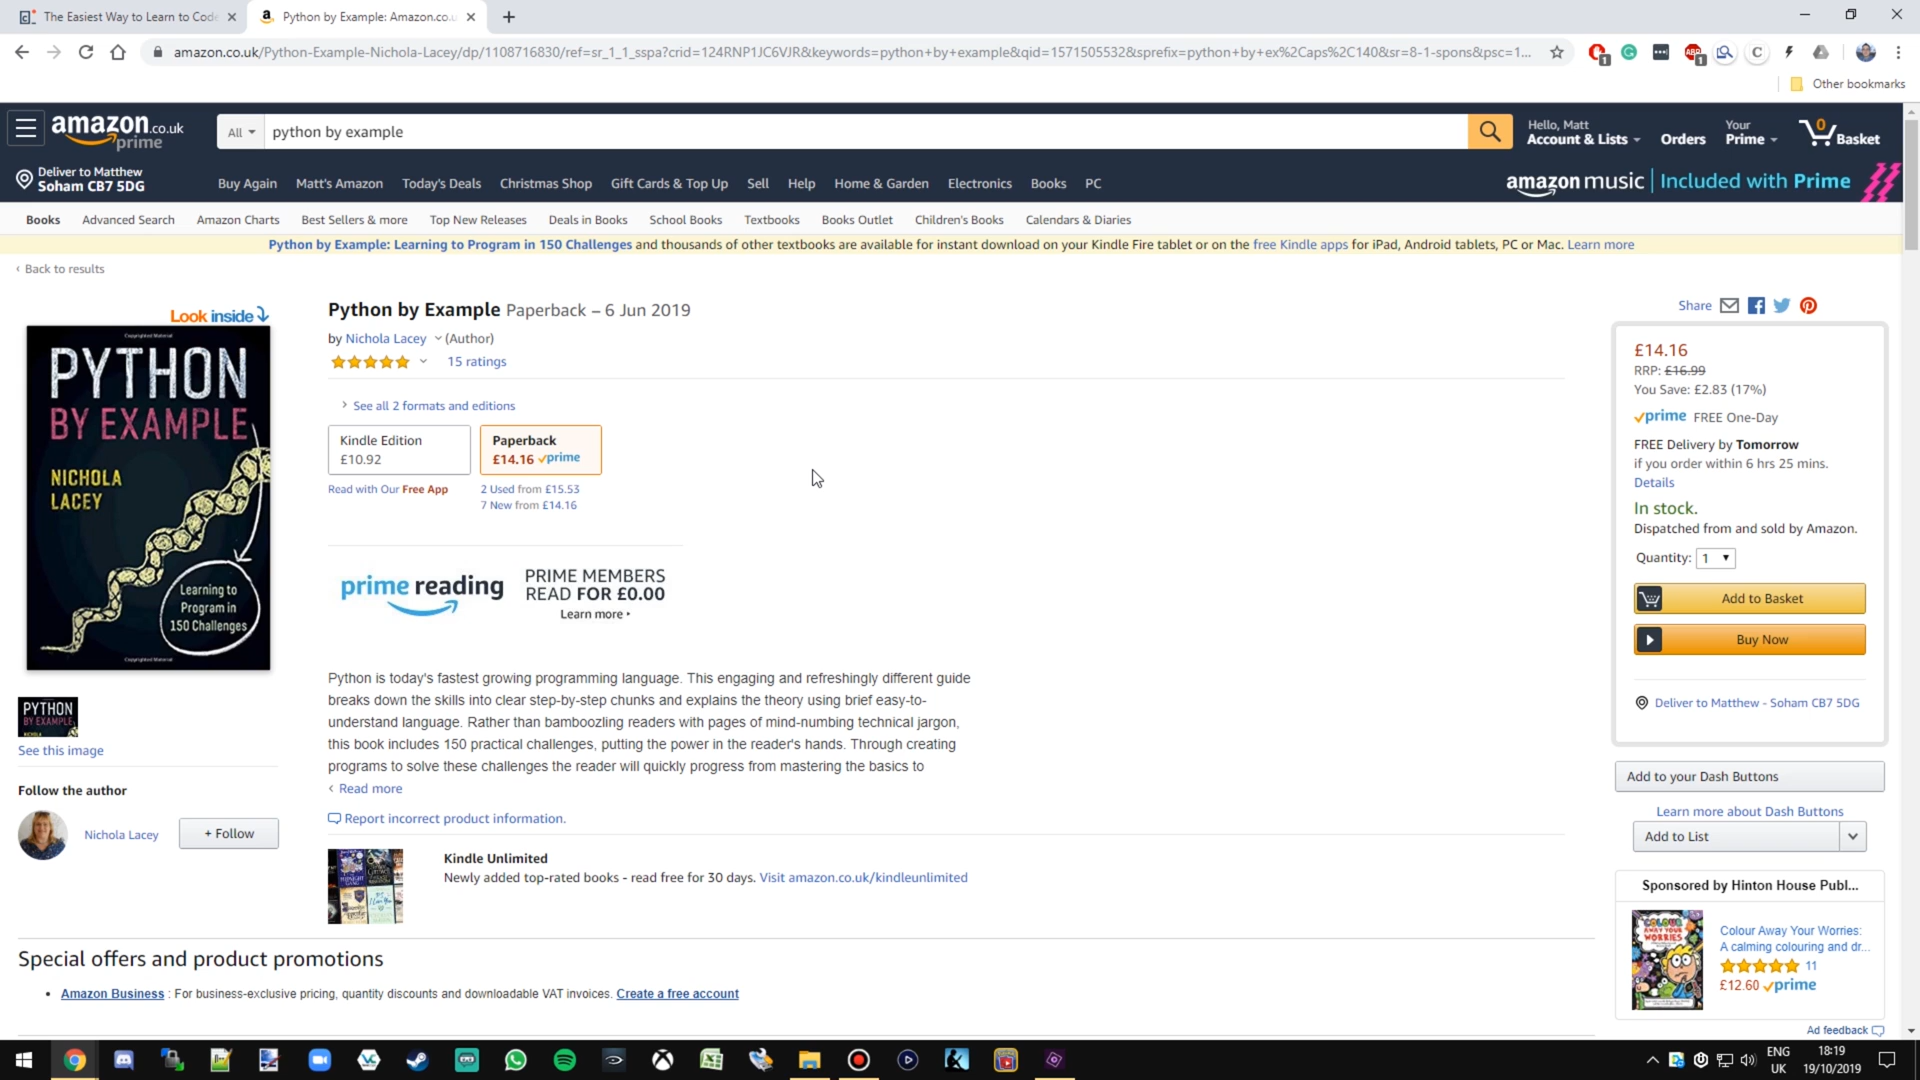 The Easiest Way to Learn to Code
Python by Example: Amazon.co.u
amazon.co.uk/Python-Example-Nichola-Lacey/dp/1108716830/ref=sr_1_1_sspa?crid=124RNP1JC6VJR&keywords=python+by+example&qid=1571505532&sprefix=python+by+ex%2Caps%2C140&sr=8-1-spons&psc=1...
Other bookmarks
amazon.co.uk
prime
All
python by example
Hello, Matt
Account & Lists
Orders
Your
Prime
0
Basket
Deliver to Matthew
Soham CB7 5DG
Buy Again
Matt's Amazon
Today's Deals
Christmas Shop
Gift Cards & Top Up
Sell
Help
Home & Garden
Electronics
Books
PC
amazon music | Included with Prime
Books
Advanced Search
Amazon Charts
Best Sellers & more
Top New Releases
Deals in Books
School Books
Textbooks
Books Outlet
Children's Books
Calendars & Diaries
Python by Example: Learning to Program in 150 Challenges and thousands of other textbooks are available for instant download on your Kindle Fire tablet or on the free Kindle apps for iPad, Android tablets, PC or Mac. Learn more
‹ Back to results
Look inside
PYTHON
BY EXAMPLE
NICHOLA
LACEY
Learning to
Program in
150 Challenges
Copyrighted Material
PYTHON
BY EXAMPLE
See this image
Follow the author
Nichola Lacey
+ Follow
Python by Example Paperback – 6 Jun 2019
by Nichola Lacey (Author)
15 ratings
See all 2 formats and editions
Kindle Edition
£10.92
Paperback
£14.16 prime
Read with Our Free App
2 Used from £15.53
7 New from £14.16
prime reading
PRIME MEMBERS
READ FOR £0.00
Learn more
Python is today's fastest growing programming language. This engaging and refreshingly different guide
breaks down the skills into clear step-by-step chunks and explains the theory using brief easy-to-
understand language. Rather than bamboozling readers with pages of mind-numbing technical jargon,
this book includes 150 practical challenges, putting the power in the reader's hands. Through creating
programs to solve these challenges the reader will quickly progress from mastering the basics to
‹ Read more
Report incorrect product information.
Kindle Unlimited
Newly added top-rated books - read free for 30 days. Visit amazon.co.uk/kindleunlimited
Share
£14.16
RRP: £16.99
You Save: £2.83 (17%)
prime FREE One-Day
FREE Delivery by Tomorrow
if you order within 6 hrs 25 mins.
Details
In stock.
Dispatched from and sold by Amazon.
Quantity: 1
Add to Basket
Buy Now
Deliver to Matthew - Soham CB7 5DG
Add to your Dash Buttons
Learn more about Dash Buttons
Add to List
Sponsored by Hinton House Publ...
COLOUR
AWAY YOUR
WORRIES
Colour Away Your Worries:
A calming colouring and dr...
11
£12.60 prime
Ad feedback
Special offers and product promotions
• Amazon Business : For business-exclusive pricing, quantity discounts and downloadable VAT invoices. Create a free account
ENG
UK
18:19
19/10/2019